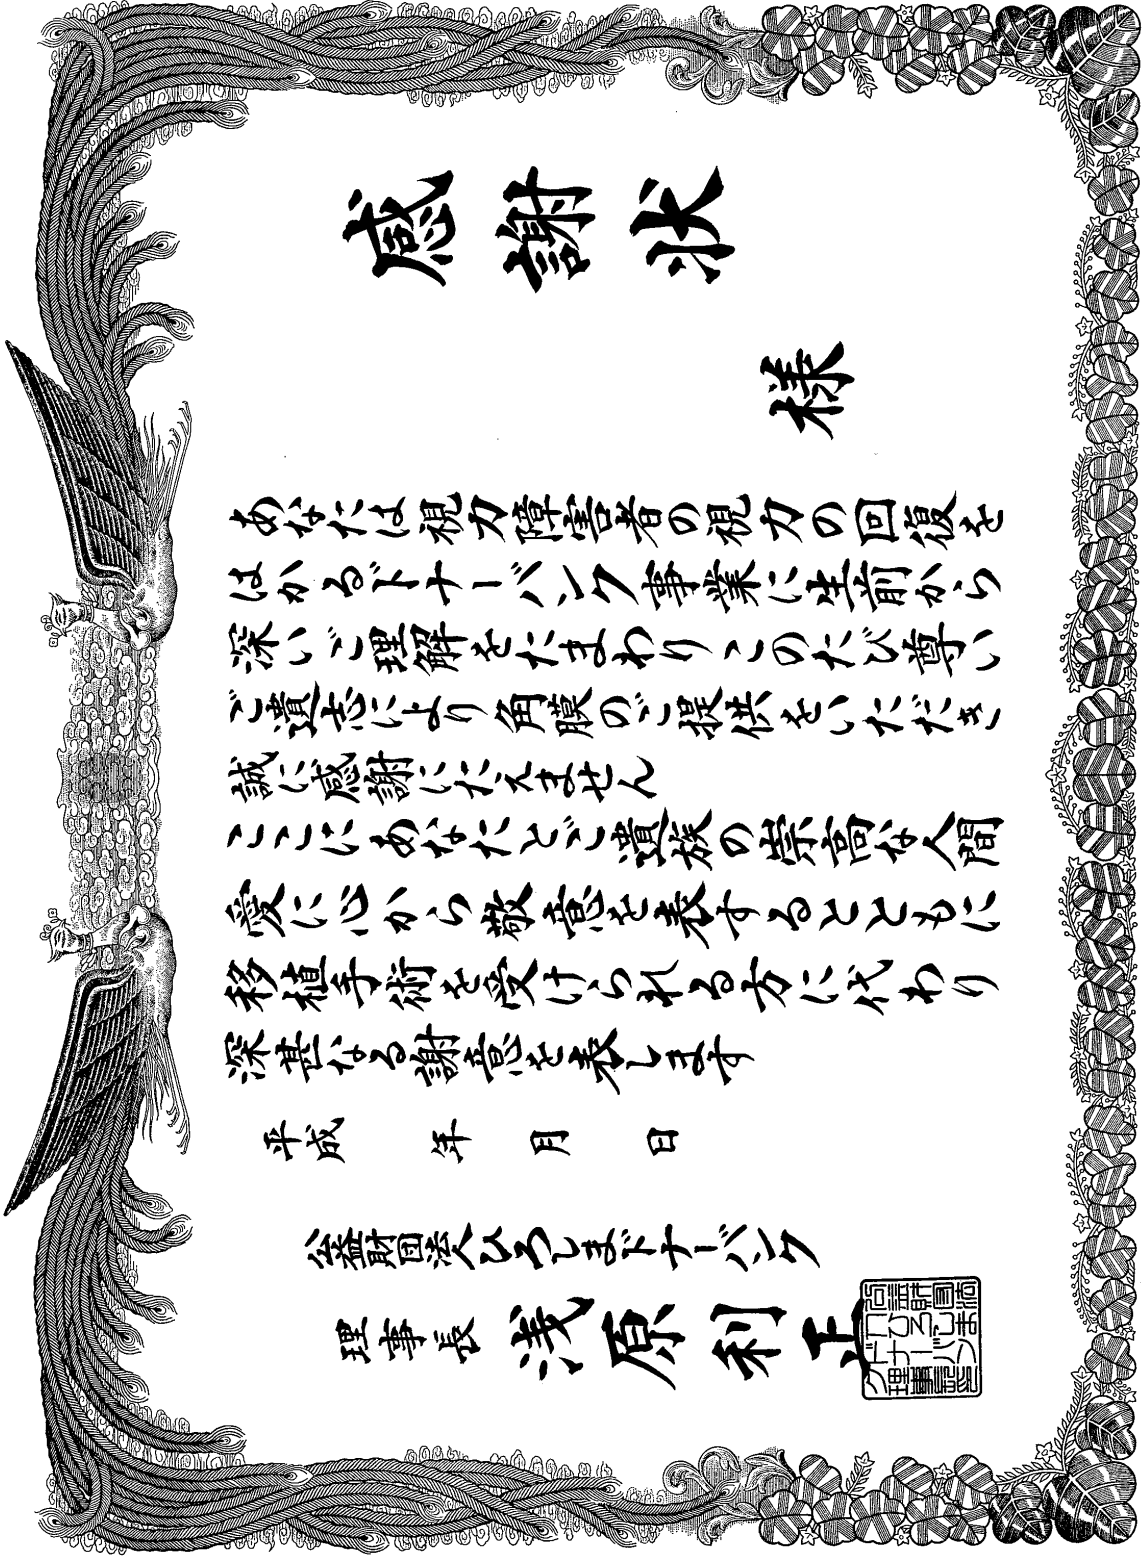 感謝状
様
あなたは視力障害者の視力の回復を
はかるドナーバンク事業に生前から
深いご理解をたまわりこのたび尊い
ご遺志により角膜のご提供をいただき
誠に感謝にたえません
ここにあなたとご遺族の崇高な人間
愛に心から敬意を表するとともに
移植手術を受けられる方に代わり
深甚なる謝意を表します
平成 年 月 日
公益財団法人ひろしまドナーバンク
理事長 浅原利正